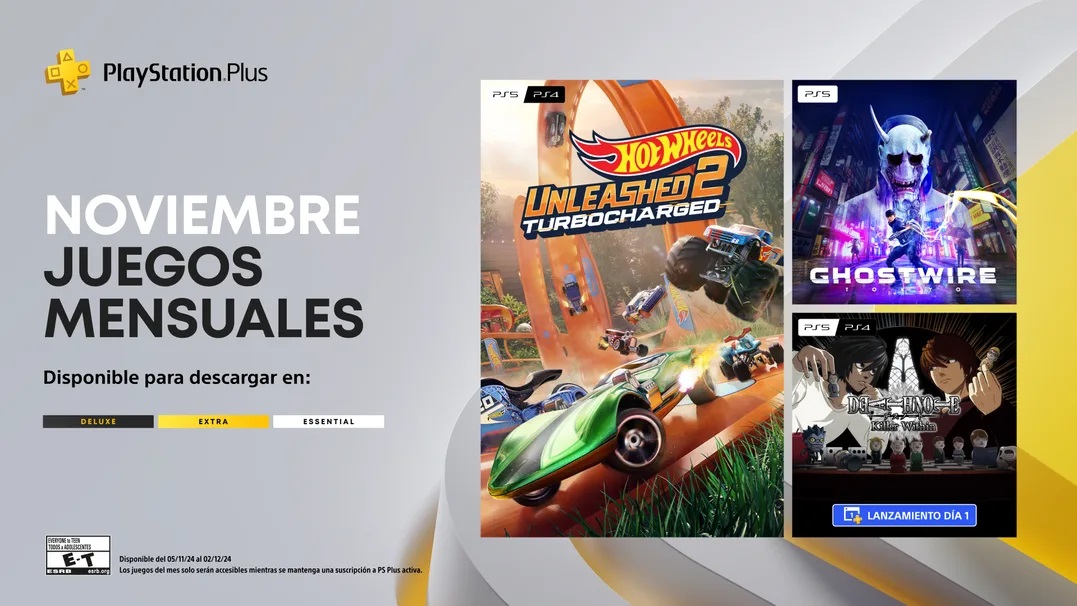 PlayStation.Plus
NOVIEMBRE
JUEGOS
MENSUALES
Disponible para descargar en:
DELUXE
EXTRA
ESSENTIAL
EVERYONE to TEEN
TODOS a ADOLESCENTES
E-T
ESRB esrb.org
Disponible del 05/11/24 al 02/12/24
Los juegos del mes solo serán accesibles mientras se mantenga una suscripción a PS Plus activa.
PS5 PS4
HOT WHEELS
UNLEASHED 2
TURBOCHARGED
PS5
GHOSTWIRE
TOKYO
PS5 PS4
DEATH NOTE
Killer Within
LANZAMIENTO DÍA 1